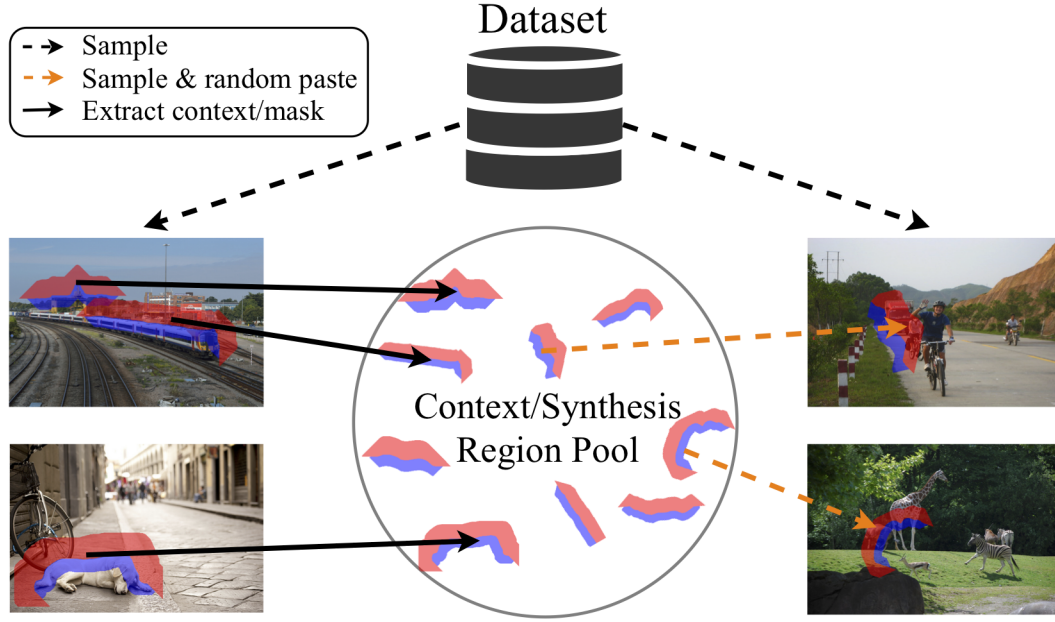 Dataset
Sample
Sample & random paste
Extract context/mask
Context/Synthesis
Region Pool